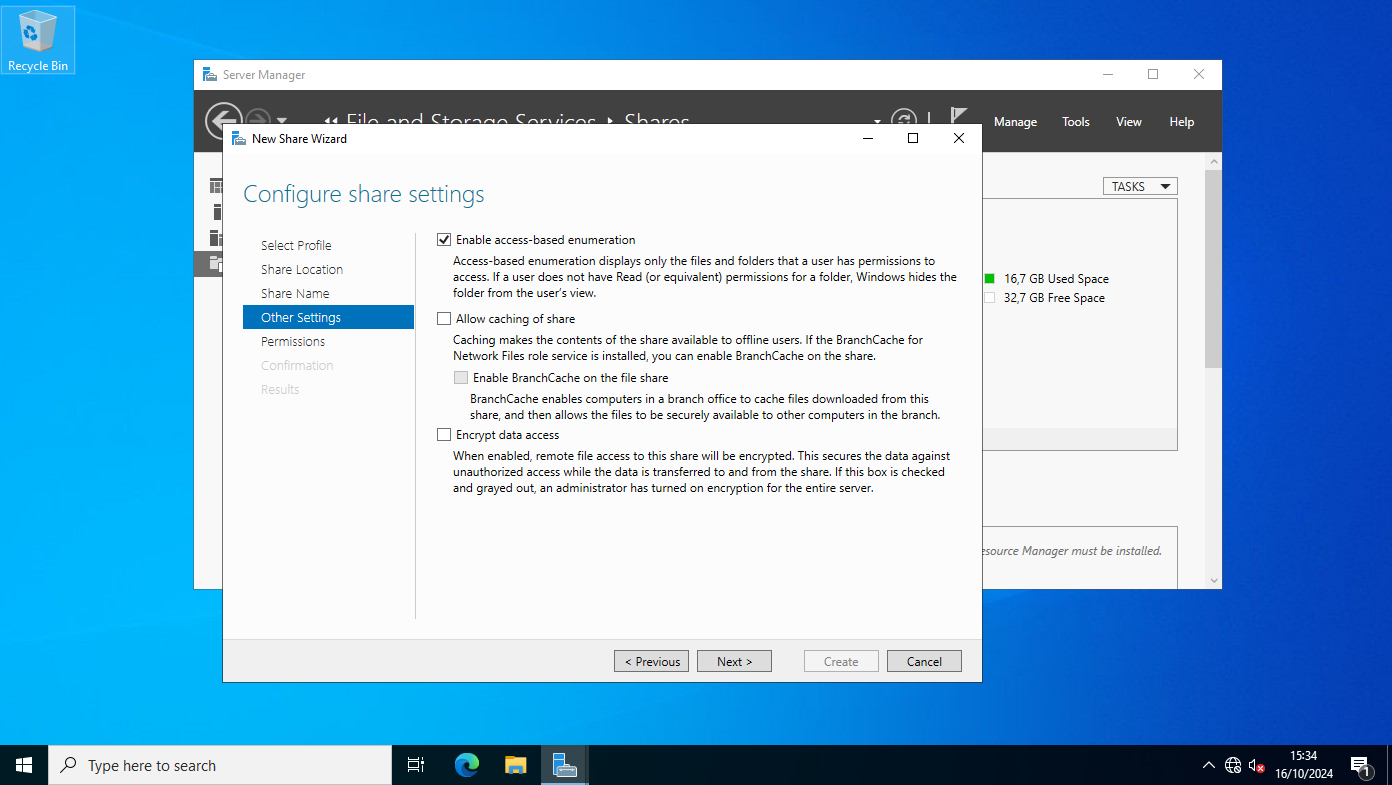 Recycle Bin
Server Manager
File and Storage Services
Shares
Manage
Tools
View
Help
New Share Wizard
TASKS
Configure share settings
Select Profile
Share Location
Share Name
Other Settings
Permissions
Confirmation
Results
Enable access-based enumeration
Access-based enumeration displays only the files and folders that a user has permissions to
access. If a user does not have Read (or equivalent) permissions for a folder, Windows hides the
folder from the user's view.
Allow caching of share
Caching makes the contents of the share available to offline users. If the BranchCache for
Network Files role service is installed, you can enable BranchCache on the share.
Enable BranchCache on the file share
BranchCache enables computers in a branch office to cache files downloaded from this
share, and then allows the files to be securely available to other computers in the branch.
Encrypt data access
When enabled, remote file access to this share will be encrypted. This secures the data against
unauthorized access while the data is transferred to and from the share. If this box is checked
and grayed out, an administrator has turned on encryption for the entire server.
16,7 GB Used Space
32,7 GB Free Space
esource Manager must be installed.
< Previous
Next >
Create
Cancel
Type here to search
15:34
16/10/2024
1